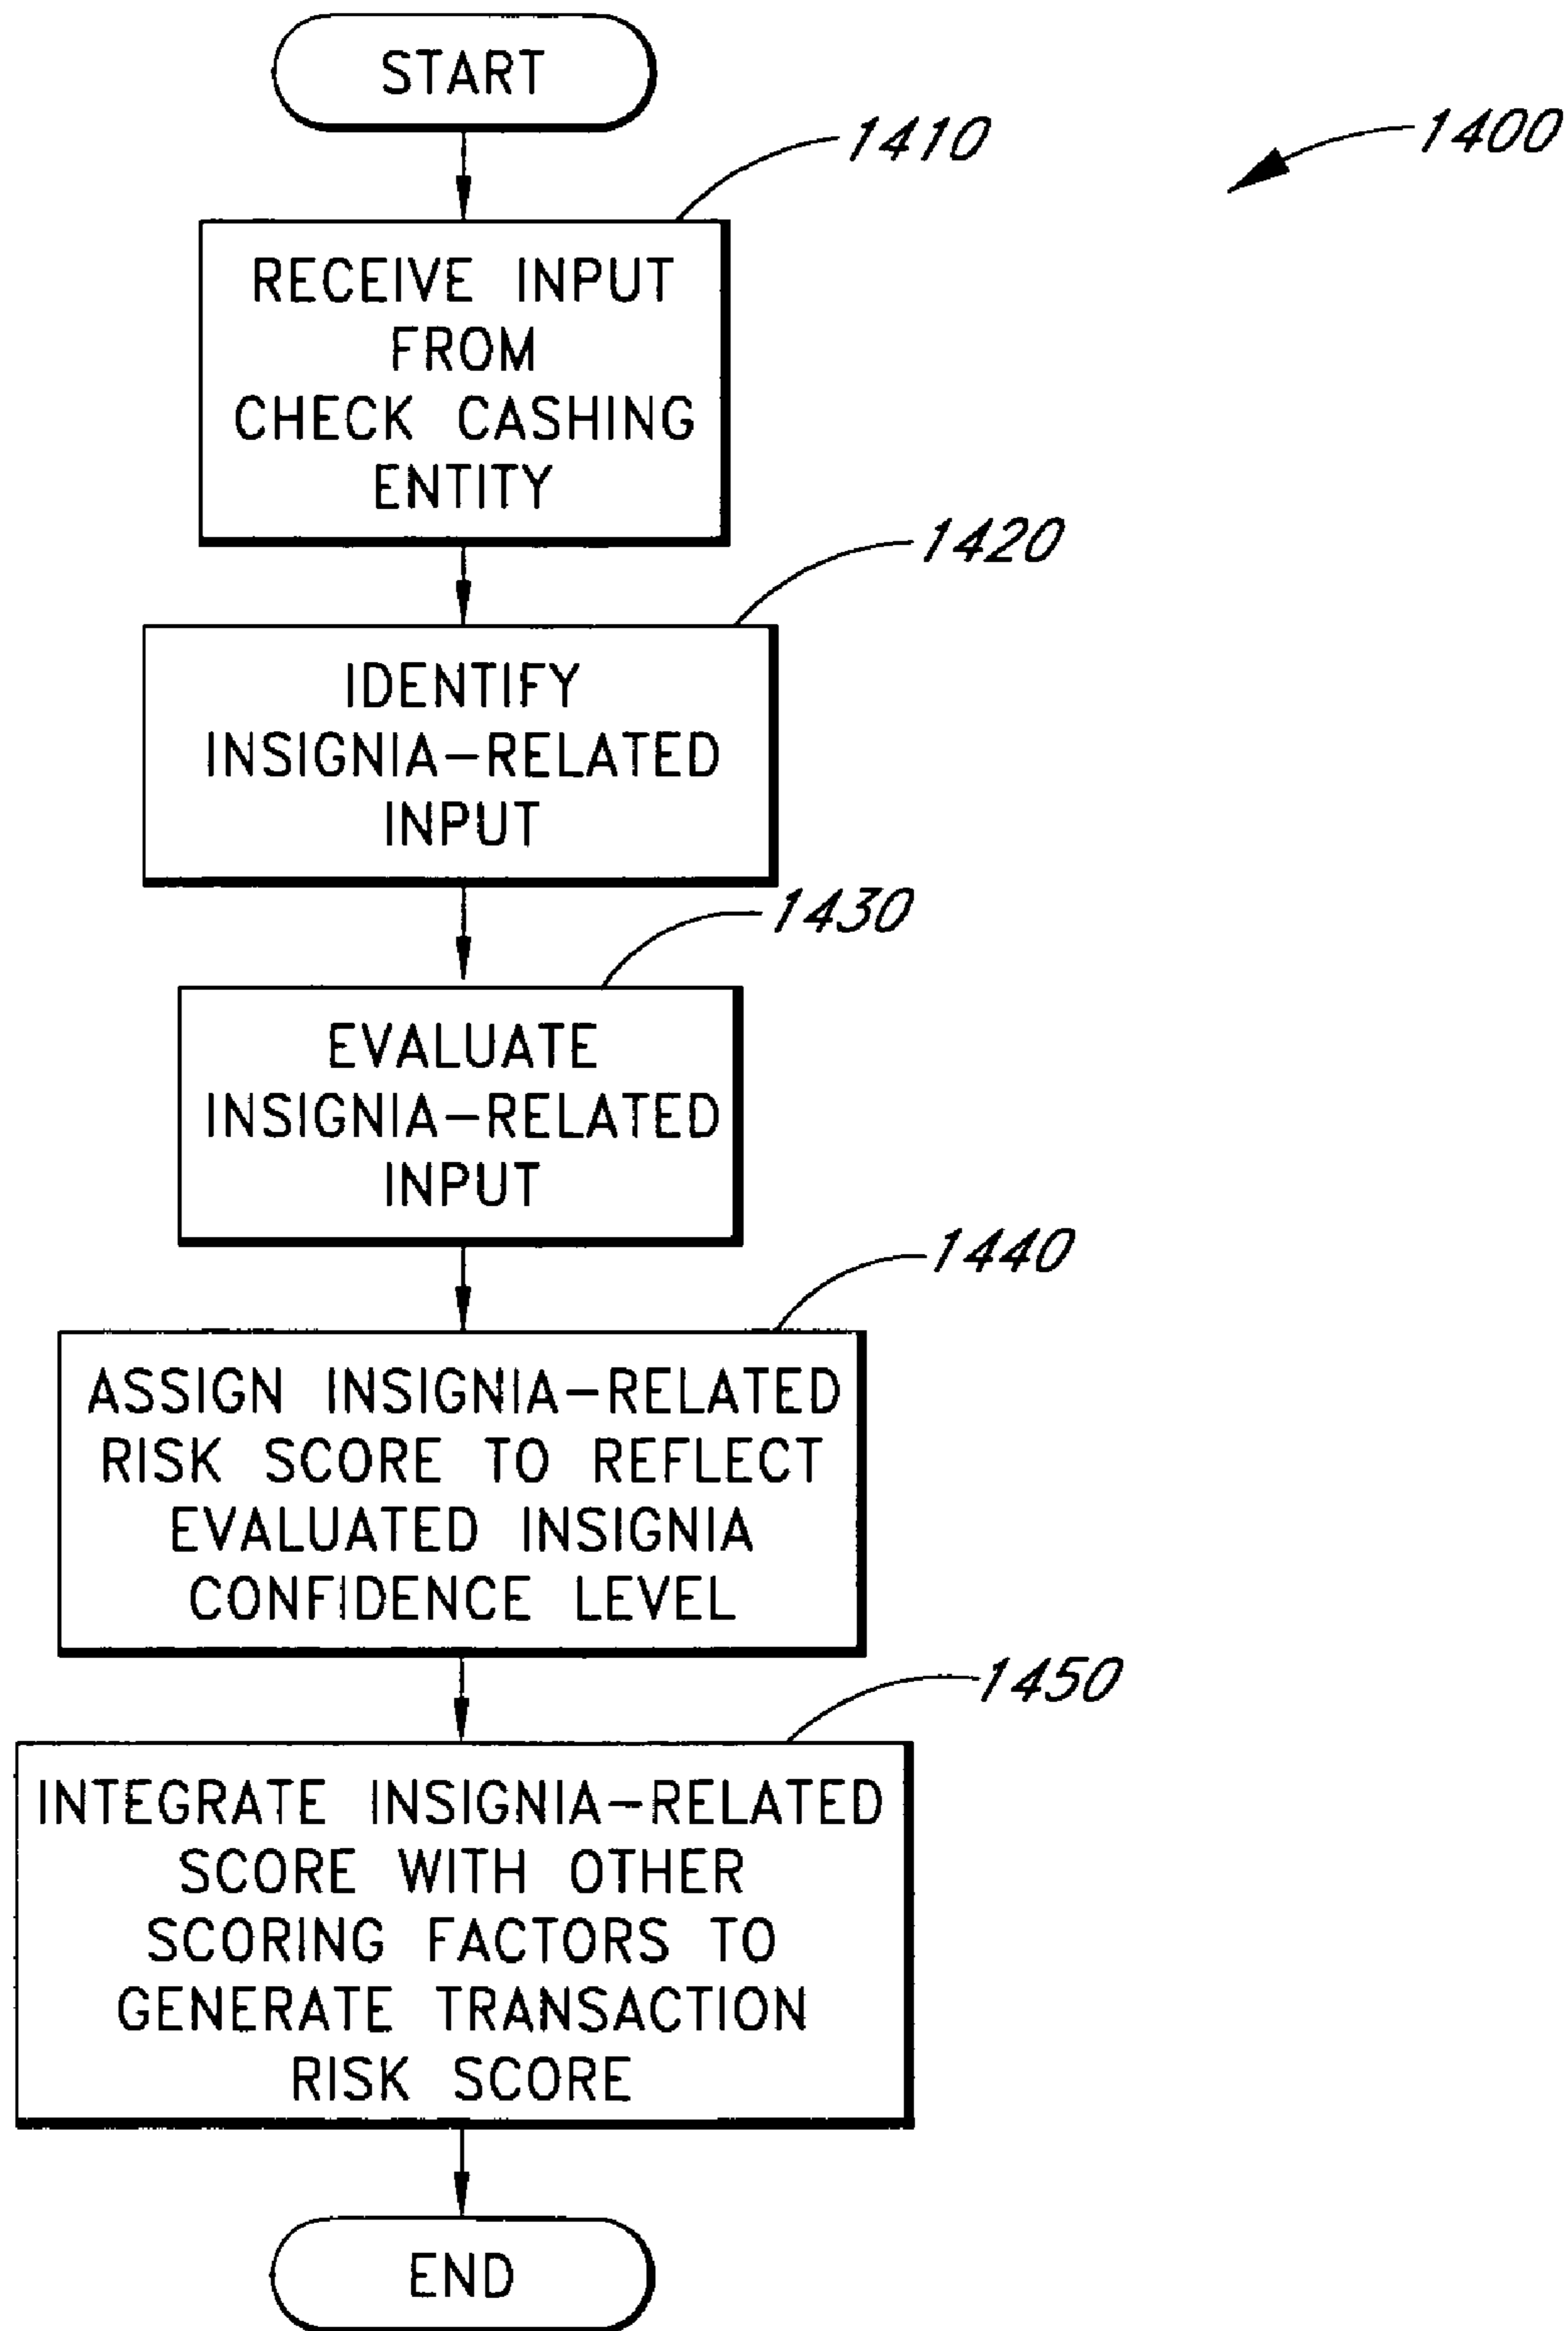 START
1400
1410
RECEIVE INPUT
FROM
CHECK CASHING
ENTITY
1420
IDENTIFY
INSIGNIA-RELATED
INPUT
1430
EVALUATE
INSIGNIA-RELATED
INPUT
1440
ASSIGN INSIGNIA-RELATED
RISK SCORE TO REFLECT
EVALUATED INSIGNIA
CONFIDENCE LEVEL
1450
INTEGRATE INSIGNIA-RELATED
SCORE WITH OTHER
SCORING FACTORS TO
GENERATE TRANSACTION
RISK SCORE
END